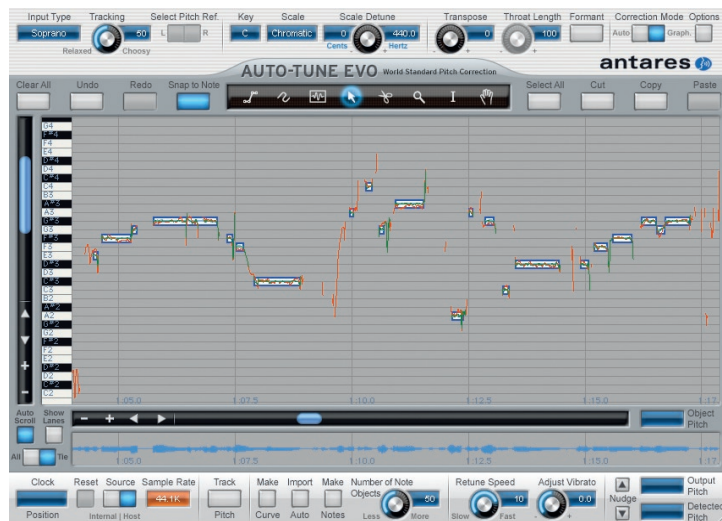 Input Type Tracking Select Pitch Ref. Key Scale Scale Detune Transpose Throat Length Formant Correction Mode Options
Soprano 50 L R C Chromatic 0 440.0 0 100 Auto Graph.
Relaxed Choosy Cents Hertz - + - +
AUTO-TUNE EVO World Standard Pitch Correction antares
Clear All Undo Redo Snap to Note Select All Cut Copy Paste
G4
F#4
F4
E4
D#4
D4
C#4
C4
B3
A#3
A3
G#3
G3
F#3
F3
E3
D#3
D3
C#3
C3
B2
A#2
A2
G#2
G2
F#2
F2
E2
D#2
D2
C#2
C2
1:05.0 1:07.5 1:10.0 1:12.5 1:15.0 1:17.
Auto Scroll Show Lanes - + Object Pitch
All Tie 1:05.0 1:07.5 1:10.0 1:12.5 1:15.0 1:17.
Clock Reset Source Sample Rate Track Make Import Make Number of Note Objects Retune Speed Adjust Vibrato Output Pitch
44.1K 50 10 0.0 Nudge
Position Internal | Host Pitch Curve Auto Notes Less More Slow Fast - + Detected Pitch